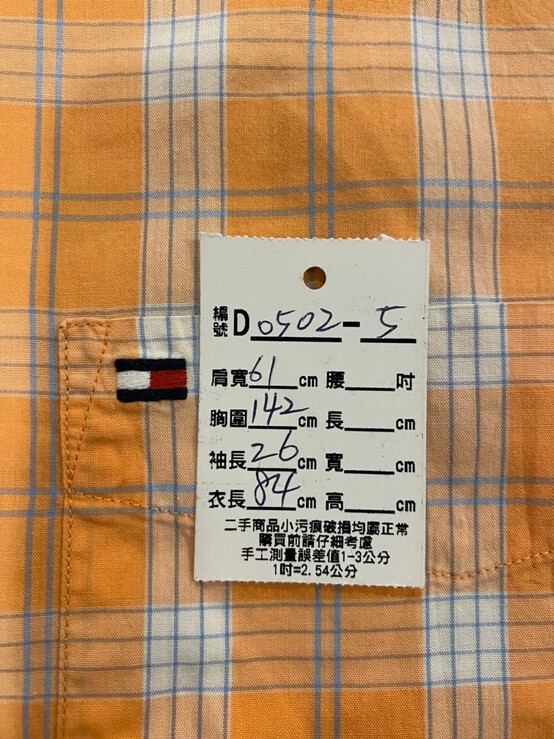 編號D 0502-5
肩寬61cm 腰____吋
胸圍142cm 長____cm
袖長26cm 寬____cm
衣長84cm 高____cm
二手商品小污痕破損均屬正常
購買前請仔細考慮
手工測量誤差值1-3公分
1吋=2.54公分